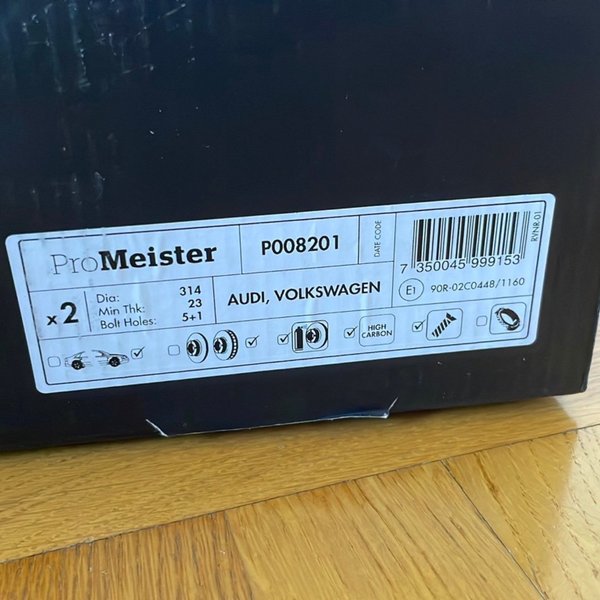 ProMeister
P008201
DATE CODE
RYNR-01
7 350045 999153
x2
Dia: 314
Min Thk: 23
Bolt Holes: 5+1
AUDI, VOLKSWAGEN
E1 90R-02C0448/1160
HIGH
CARBON